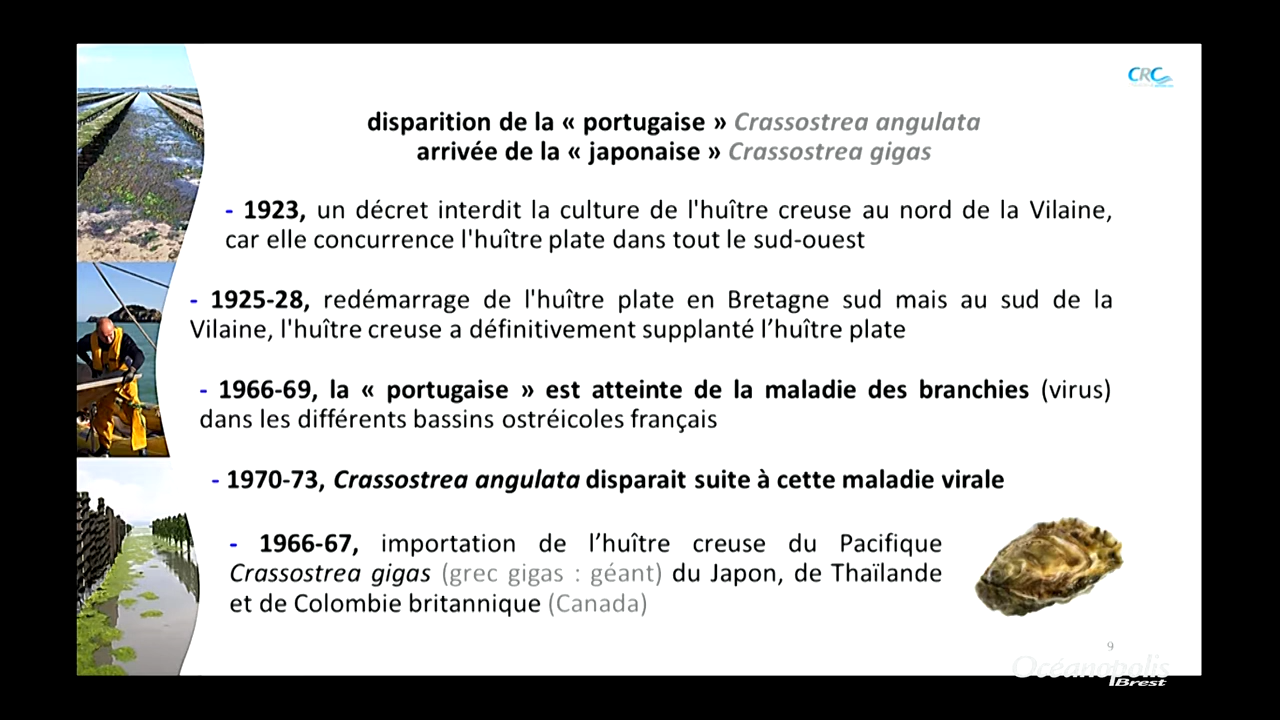 CRC
disparition de la « portugaise » Crassostrea angulata
arrivée de la « japonaise » Crassostrea gigas
- 1923, un décret interdit la culture de l'huître creuse au nord de la Vilaine,
car elle concurrence l'huître plate dans tout le sud-ouest
- 1925-28, redémarrage de l'huître plate en Bretagne sud mais au sud de la
Vilaine, l'huître creuse a définitivement supplanté l’huître plate
- 1966-69, la « portugaise » est atteinte de la maladie des branchies (virus)
dans les différents bassins ostréicoles français
- 1970-73, Crassostrea angulata disparait suite à cette maladie virale
- 1966-67, importation de l’huître creuse du Pacifique
Crassostrea gigas (grec gigas : géant) du Japon, de Thaïlande
et de Colombie britannique (Canada)
9
Océanopolis
Brest